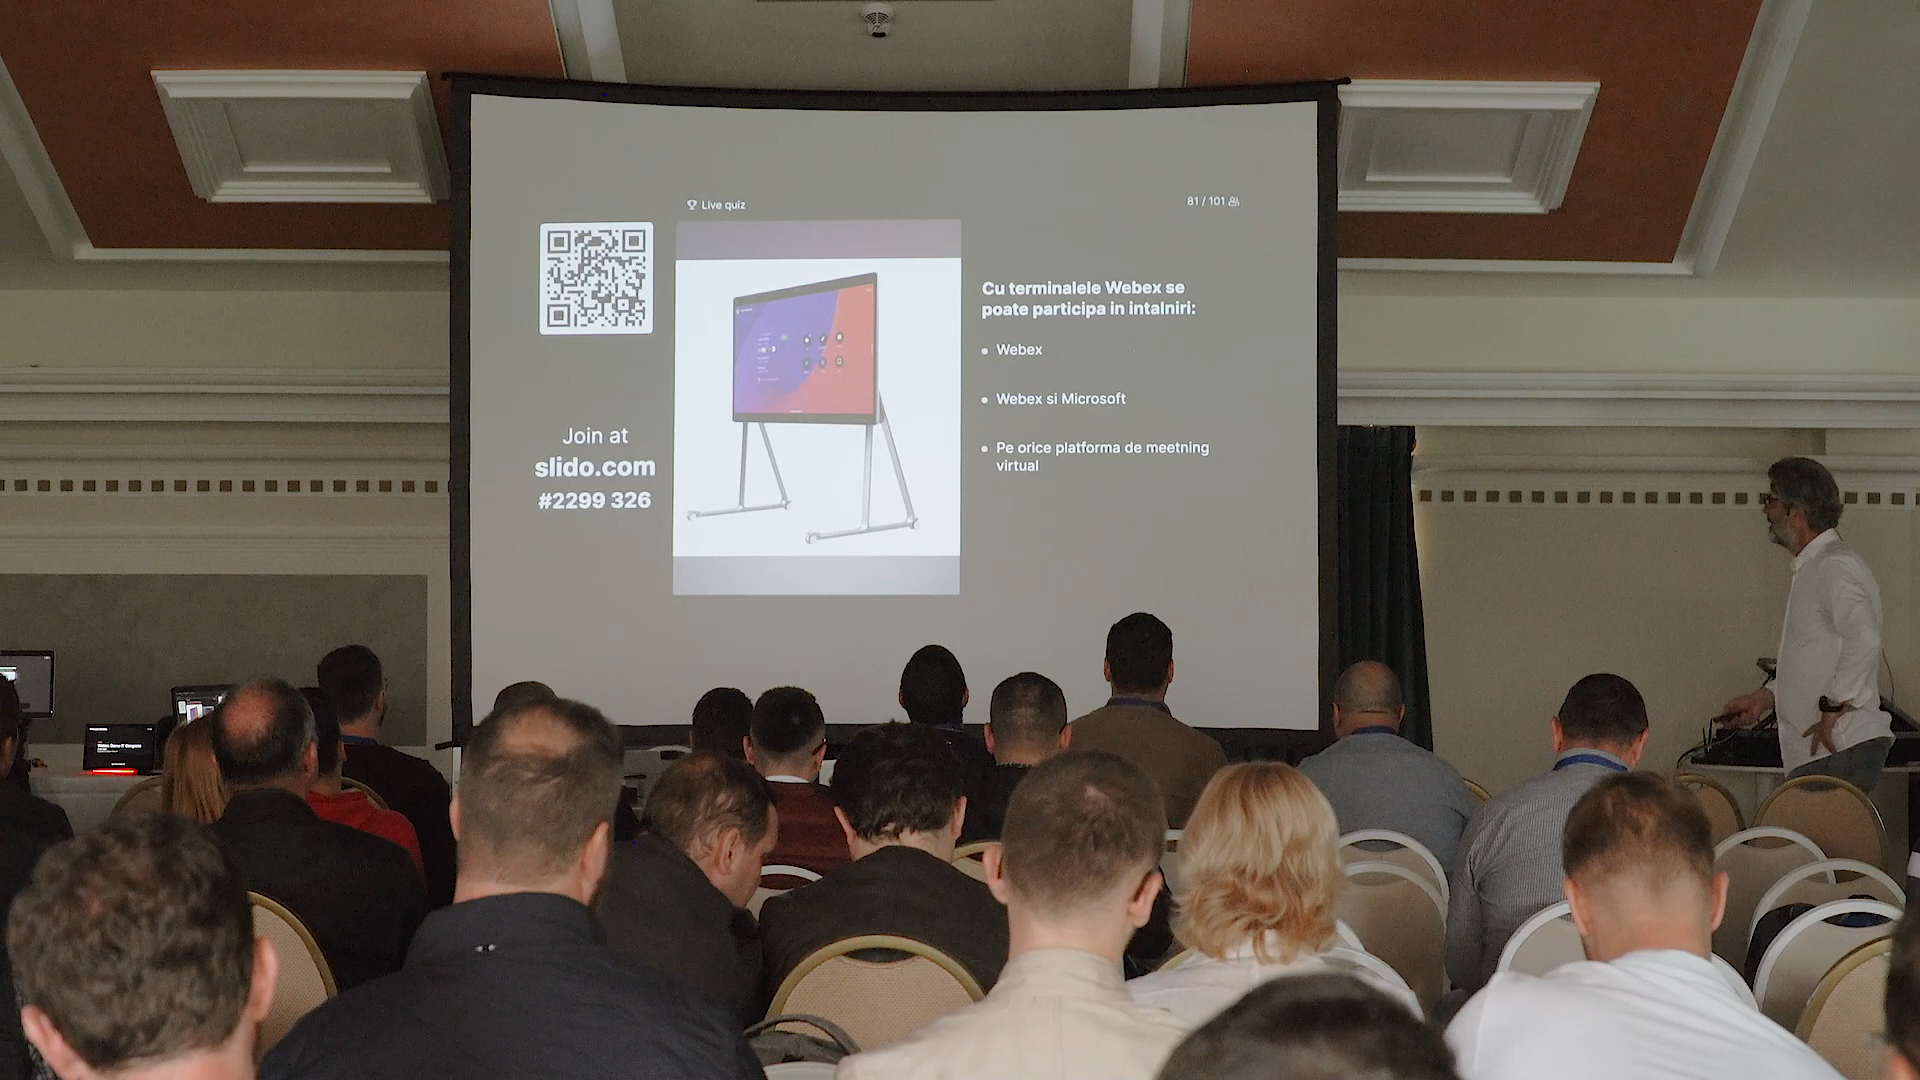 Live quiz
81 / 101
Join at
slido.com
#2299 326
Cu terminalele Webex se
poate participa in intalniri:
Webex
Webex si Microsoft
Pe orice platforma de meetning
virtual